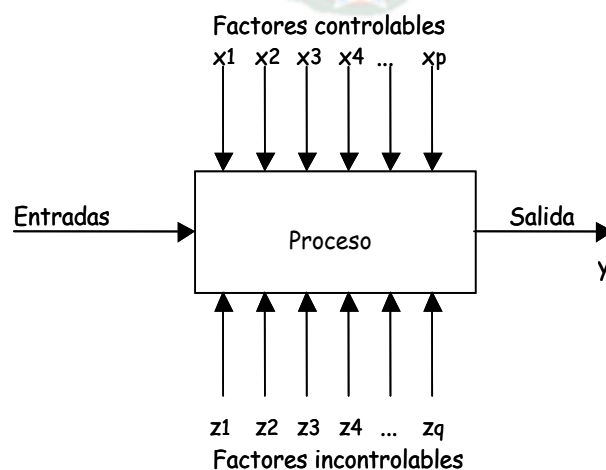 Factores controlables
x1 x2 x3 x4 ... xp
Entradas
Proceso
Salida
y
z1 z2 z3 z4 ... zq
Factores incontrolables